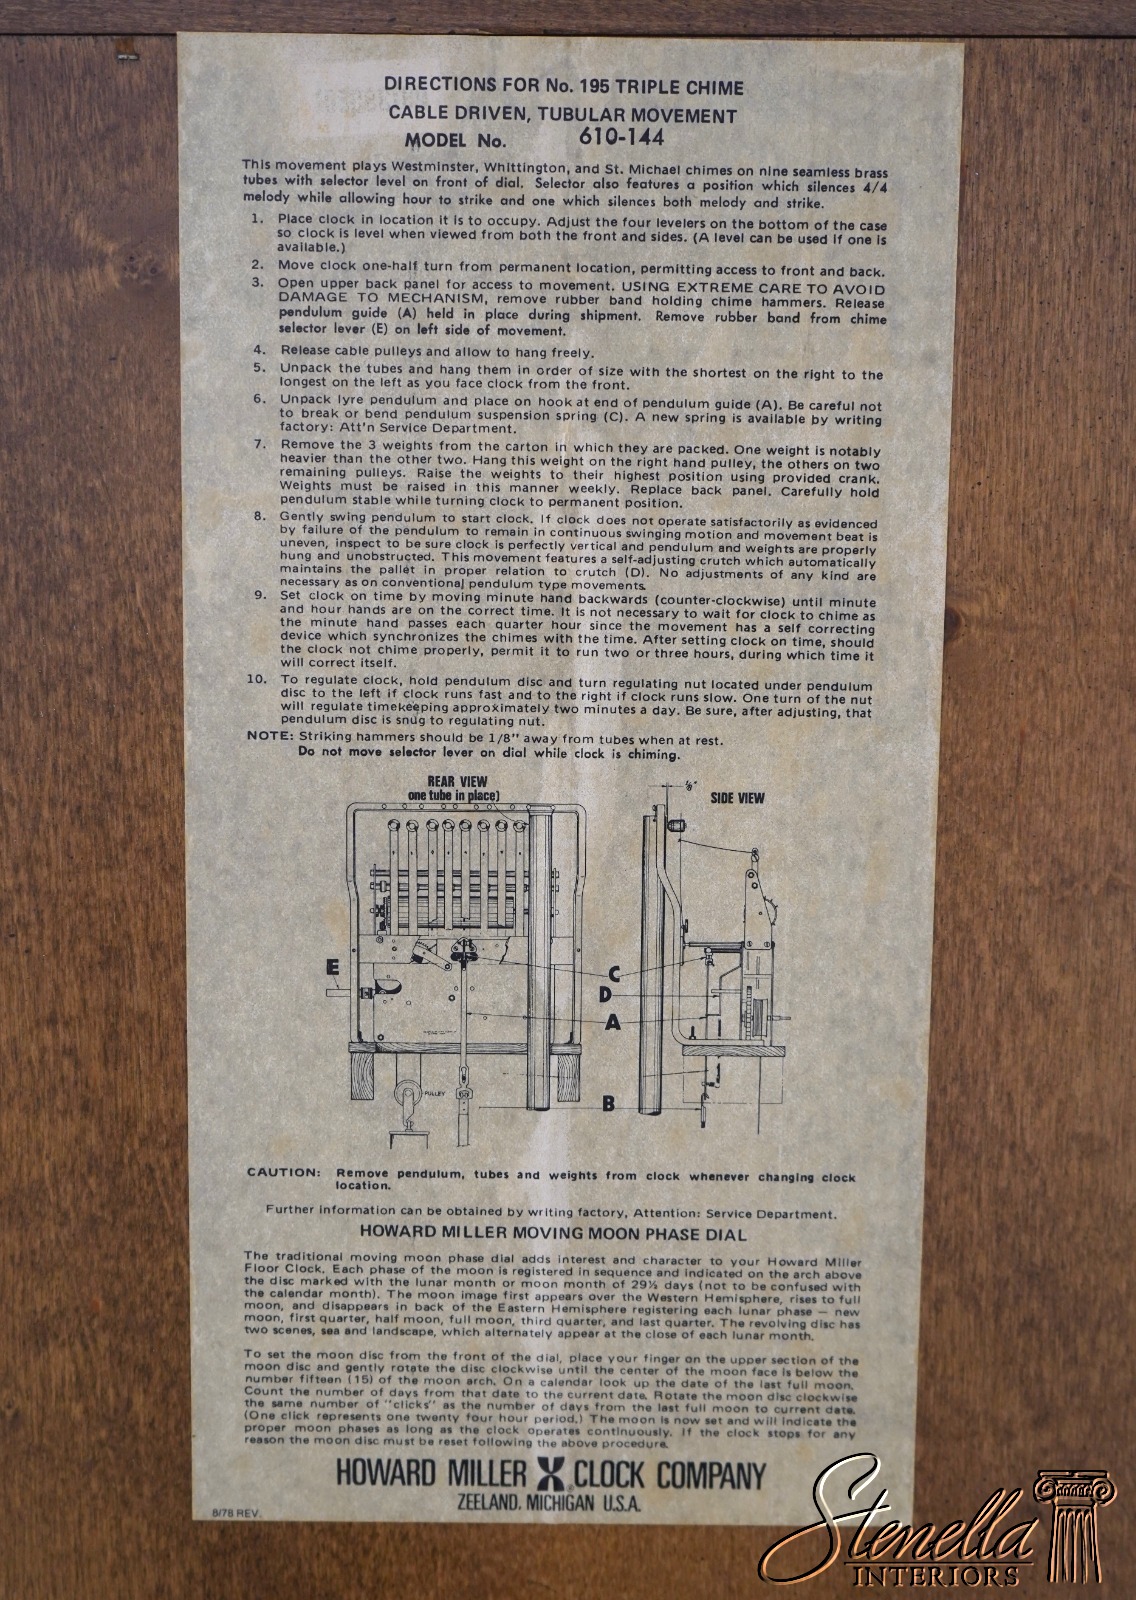 DIRECTIONS FOR No. 195 TRIPLE CHIME
CABLE DRIVEN, TUBULAR MOVEMENT
MODEL No. 610-144
This movement plays Westminster, Whittington, and St. Michael chimes on nine seamless brass
tubes with selector level on front of dial. Selector also features a position which silences 4/4
melody while allowing hour to strike and one which silences both melody and strike.
1. Place clock in location it is to occupy. Adjust the four levelers on the bottom of the case
so clock is level when viewed from both the front and sides. (A level can be used if one is
available.)
2. Move clock one-half turn from permanent location, permitting access to front and back.
3. Open upper back panel for access to movement. USING EXTREME CARE TO AVOID
DAMAGE TO MECHANISM, remove rubber band holding chime hammers. Release
pendulum guide (A) held in place during shipment. Remove rubber band from chime
selector lever (E) on left side of movement.
4. Release cable pulleys and allow to hang freely.
5. Unpack the tubes and hang them in order of size with the shortest on the right to the
longest on the left as you face clock from the front.
6. Unpack lyre pendulum and place on hook at end of pendulum guide (A). Be careful not
to break or bend pendulum suspension spring (C). A new spring is available by writing
factory: Att'n Service Department.
7. Remove the 3 weights from the carton in which they are packed. One weight is notably
heavier than the other two. Hang this weight on the right hand pulley, the others on two
remaining pulleys. Raise the weights to their highest position using provided crank.
Weights must be raised in this manner weekly. Replace back panel. Carefully hold
pendulum stable while turning clock to permanent position.
8. Gently swing pendulum to start clock. If clock does not operate satisfactorily as evidenced
by failure of the pendulum to remain in continuous swinging motion and movement beat is
uneven, inspect to be sure clock is perfectly vertical and pendulum and weights are properly
hung and unobstructed. This movement features a self-adjusting crutch which automatically
maintains the pallet in proper relation to crutch (D). No adjustments of any kind are
necessary as on conventional pendulum type movements.
9. Set clock on time by moving minute hand backwards (counter-clockwise) until minute
and hour hands are on the correct time. It is not necessary to wait for clock to chime as
the minute hand passes each quarter hour since the movement has a self correcting
device which synchronizes the chimes with the time. After setting clock on time, should
the clock not chime properly, permit it to run two or three hours, during which time it
will correct itself.
10. To regulate clock, hold pendulum disc and turn regulating nut located under pendulum
disc to the left if clock runs fast and to the right if clock runs slow. One turn of the nut
will regulate timekeeping approximately two minutes a day. Be sure, after adjusting, that
pendulum disc is snug to regulating nut.
NOTE: Striking hammers should be 1/8" away from tubes when at rest.
Do not move selector lever on dial while clock is chiming.
REAR VIEW
one tube in place)
1/8"
SIDE VIEW
E
C
D
A
PULLEY
B
CAUTION: Remove pendulum, tubes and weights from clock whenever changing clock
location.
Further information can be obtained by writing factory, Attention: Service Department.
HOWARD MILLER MOVING MOON PHASE DIAL
The traditional moving moon phase dial adds interest and character to your Howard Miller
Floor Clock. Each phase of the moon is registered in sequence and indicated on the arch above
the disc marked with the lunar month or moon month of 29½ days (not to be confused with
the calendar month). The moon image first appears over the Western Hemisphere, rises to full
moon, and disappears in back of the Eastern Hemisphere registering each lunar phase — new
moon, first quarter, half moon, full moon, third quarter, and last quarter. The revolving disc has
two scenes, sea and landscape, which alternately appear at the close of each lunar month.
To set the moon disc from the front of the dial, place your finger on the upper section of the
moon disc and gently rotate the disc clockwise until the center of the moon face is below the
number fifteen (15) of the moon arch. On a calendar look up the date of the last full moon.
Count the number of days from that date to the current date. Rotate the moon disc clockwise
the same number of "clicks" as the number of days from the last full moon to current date.
(One click represents one twenty four hour period.) The moon is now set and will indicate the
proper moon phases as long as the clock operates continuously. If the clock stops for any
reason the moon disc must be reset following the above procedure.
HOWARD MILLER CLOCK COMPANY
ZEELAND, MICHIGAN U.S.A.
8/78 REV.
Stenella
INTERIORS